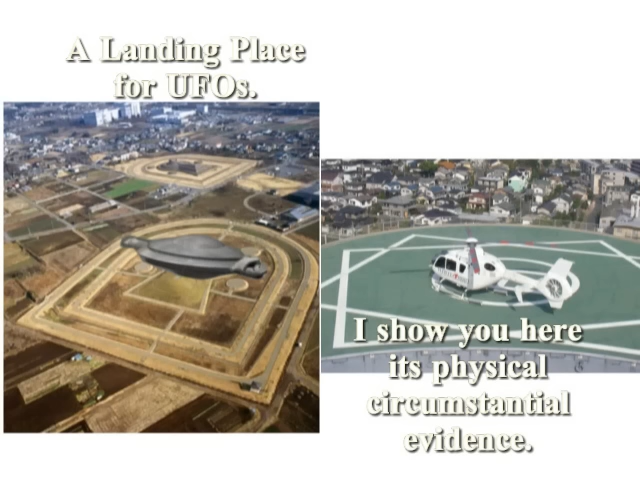 A Landing Place
for UFOs.
I show you here
its physical
circumstantial
evidence.